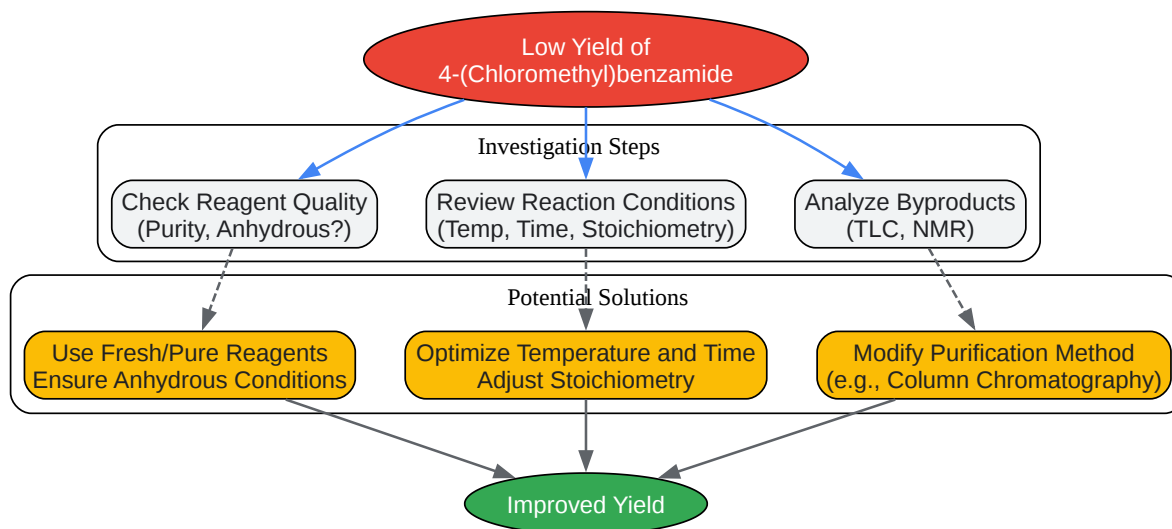 Low Yield of
4-(Chloromethyl)benzamide
Investigation Steps
Check Reagent Quality
(Purity, Anhydrous?)
Review Reaction Conditions
(Temp, Time, Stoichiometry)
Analyze Byproducts
(TLC, NMR)
Potential Solutions
Use Fresh/Pure Reagents
Ensure Anhydrous Conditions
Optimize Temperature and Time
Adjust Stoichiometry
Modify Purification Method
(e.g., Column Chromatography)
Improved Yield